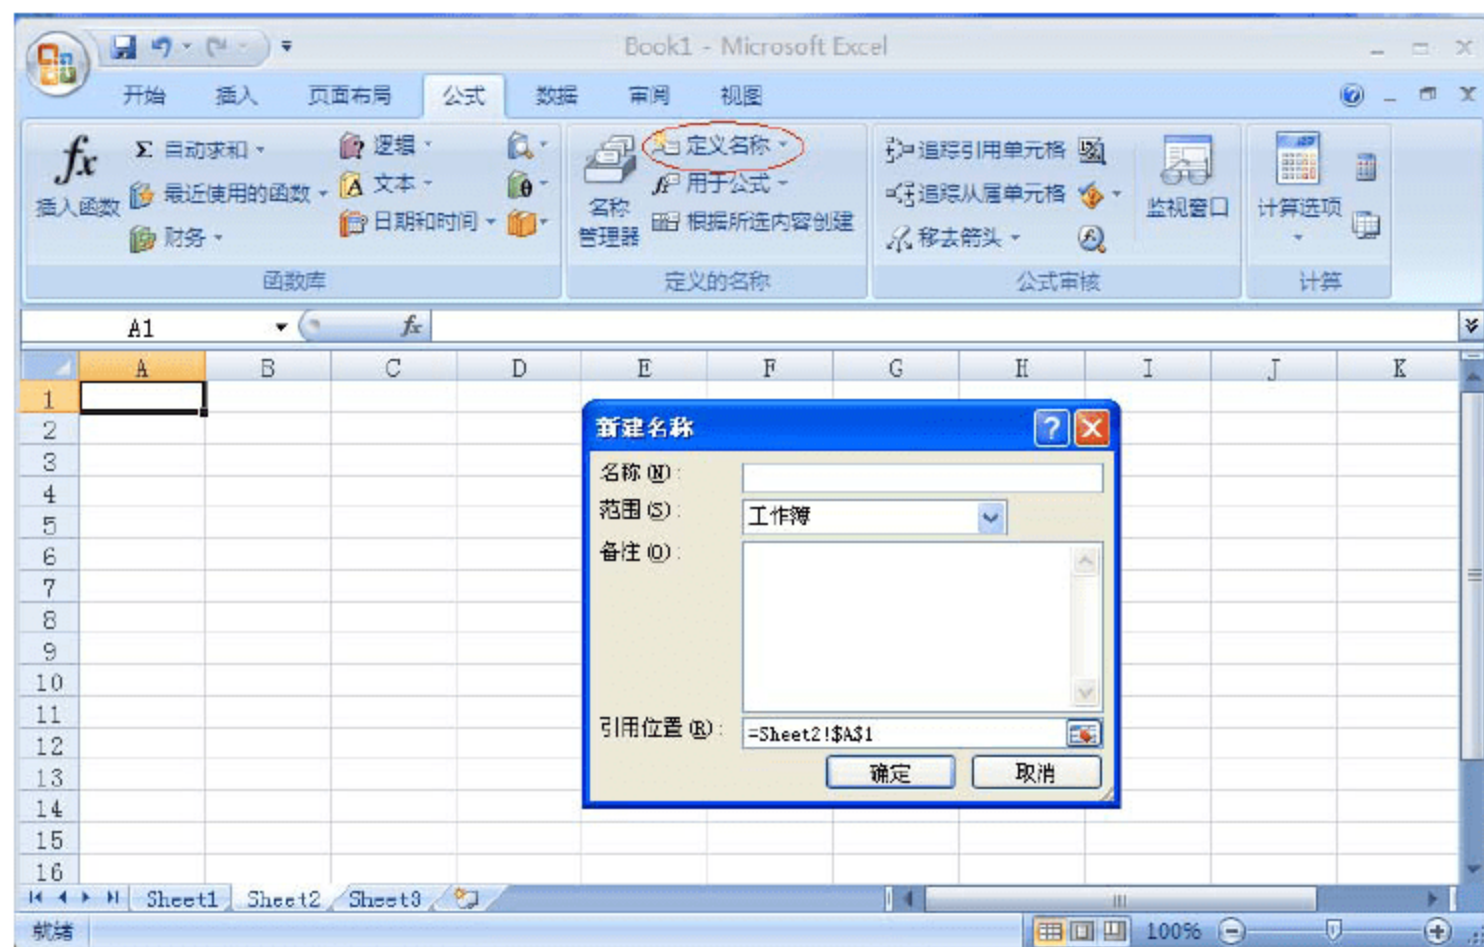 Book1 - Microsoft Excel
开始 插入 页面布局 公式 数据 审阅 视图
fx 插入函数
Σ 自动求和
最近使用的函数
财务
逻辑
文本
日期和时间
θ
函数库
名称
管理器
定义名称
用于公式
根据所选内容创建
定义的名称
追踪引用单元格
追踪从属单元格
移去箭头
监视窗口
公式审核
计算选项
计算
A1 fx
A B C D E F G H I J K
1
2
3
4
5
6
7
8
9
10
11
12
13
14
15
16
新建名称
名称(N):
范围(S): 工作簿
备注(O):
引用位置(R): =Sheet2!$A$1
确定 取消
Sheet1 Sheet2 Sheet3
就绪 100%